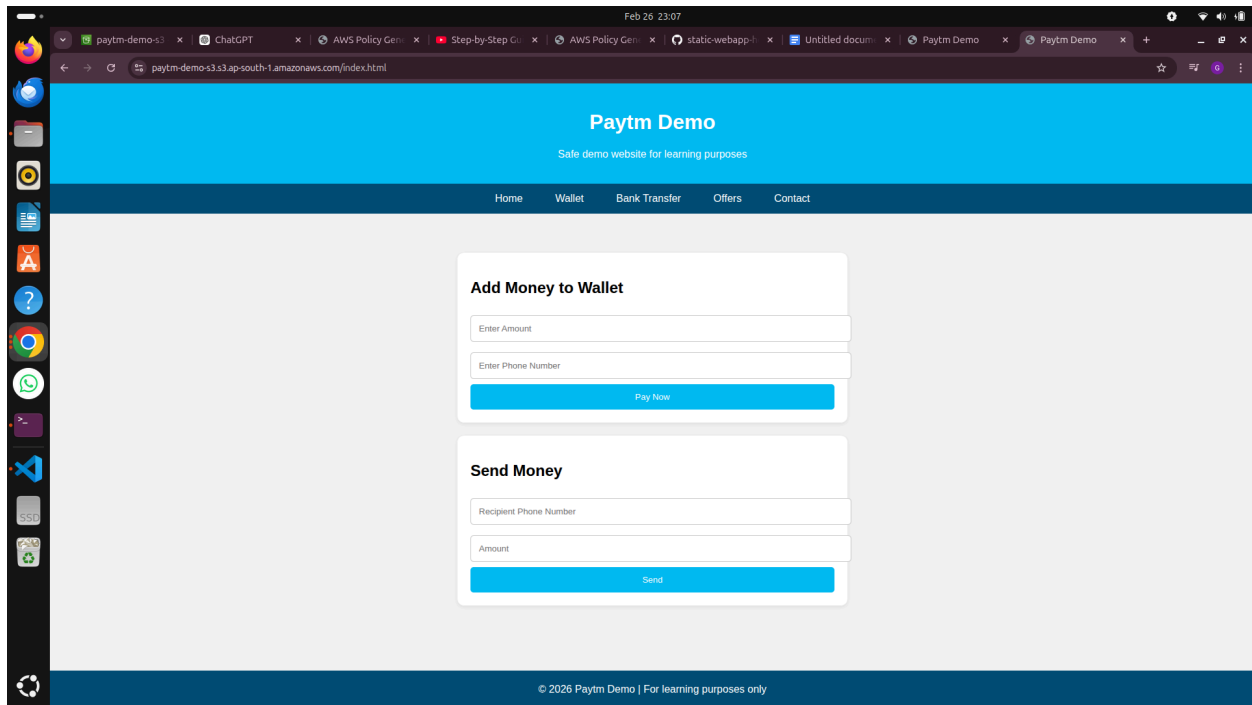 Feb 26 23:07
paytm-demo-s3
ChatGPT
AWS Policy Gen
Step-by-Step Gu
AWS Policy Gen
static-webapp-h
Untitled docum
Paytm Demo
Paytm Demo
paytm-demo-s3.s3.ap-south-1.amazonaws.com/index.html
G
Paytm Demo
Safe demo website for learning purposes
Home Wallet Bank Transfer Offers Contact
Add Money to Wallet
Enter Amount
Enter Phone Number
Pay Now
Send Money
Recipient Phone Number
Amount
Send
SSD
© 2026 Paytm Demo | For learning purposes only